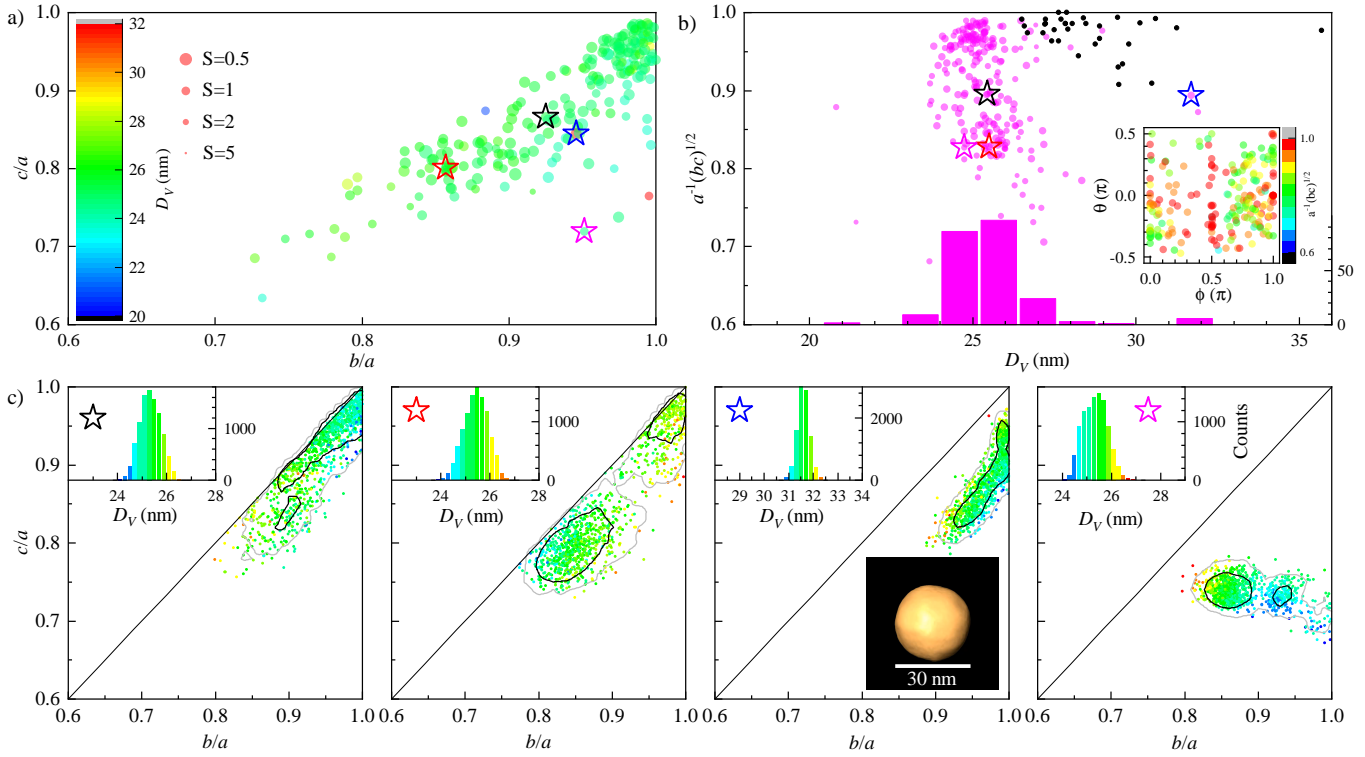 a)
c/a
1.0
0.9
0.8
0.7
0.6
0.6 0.7 0.8 0.9 1.0
b/a
D_V (nm)
32
30
28
26
24
22
20
S=0.5
S=1
S=2
S=5
b)
a⁻¹(bc)^1/2
1.0
0.9
0.8
0.7
0.6
20 25 30 35
D_V (nm)
50
0
θ (π)
0.5
0.0
-0.5
0.0 0.5 1.0
ϕ (π)
1.0
a⁻¹(bc)^1/2
0.6
c)
c/a
1.0
0.9
0.8
0.7
0.6
0.6 0.7 0.8 0.9 1.0
b/a
1000
0
24 26 28
D_V (nm)
0.6 0.7 0.8 0.9 1.0
b/a
1000
0
24 26 28
D_V (nm)
0.6 0.7 0.8 0.9 1.0
b/a
2000
0
29 30 31 32 33 34
D_V (nm)
30 nm
0.6 0.7 0.8 0.9 1.0
b/a
1000
0
Counts
24 26 28
D_V (nm)